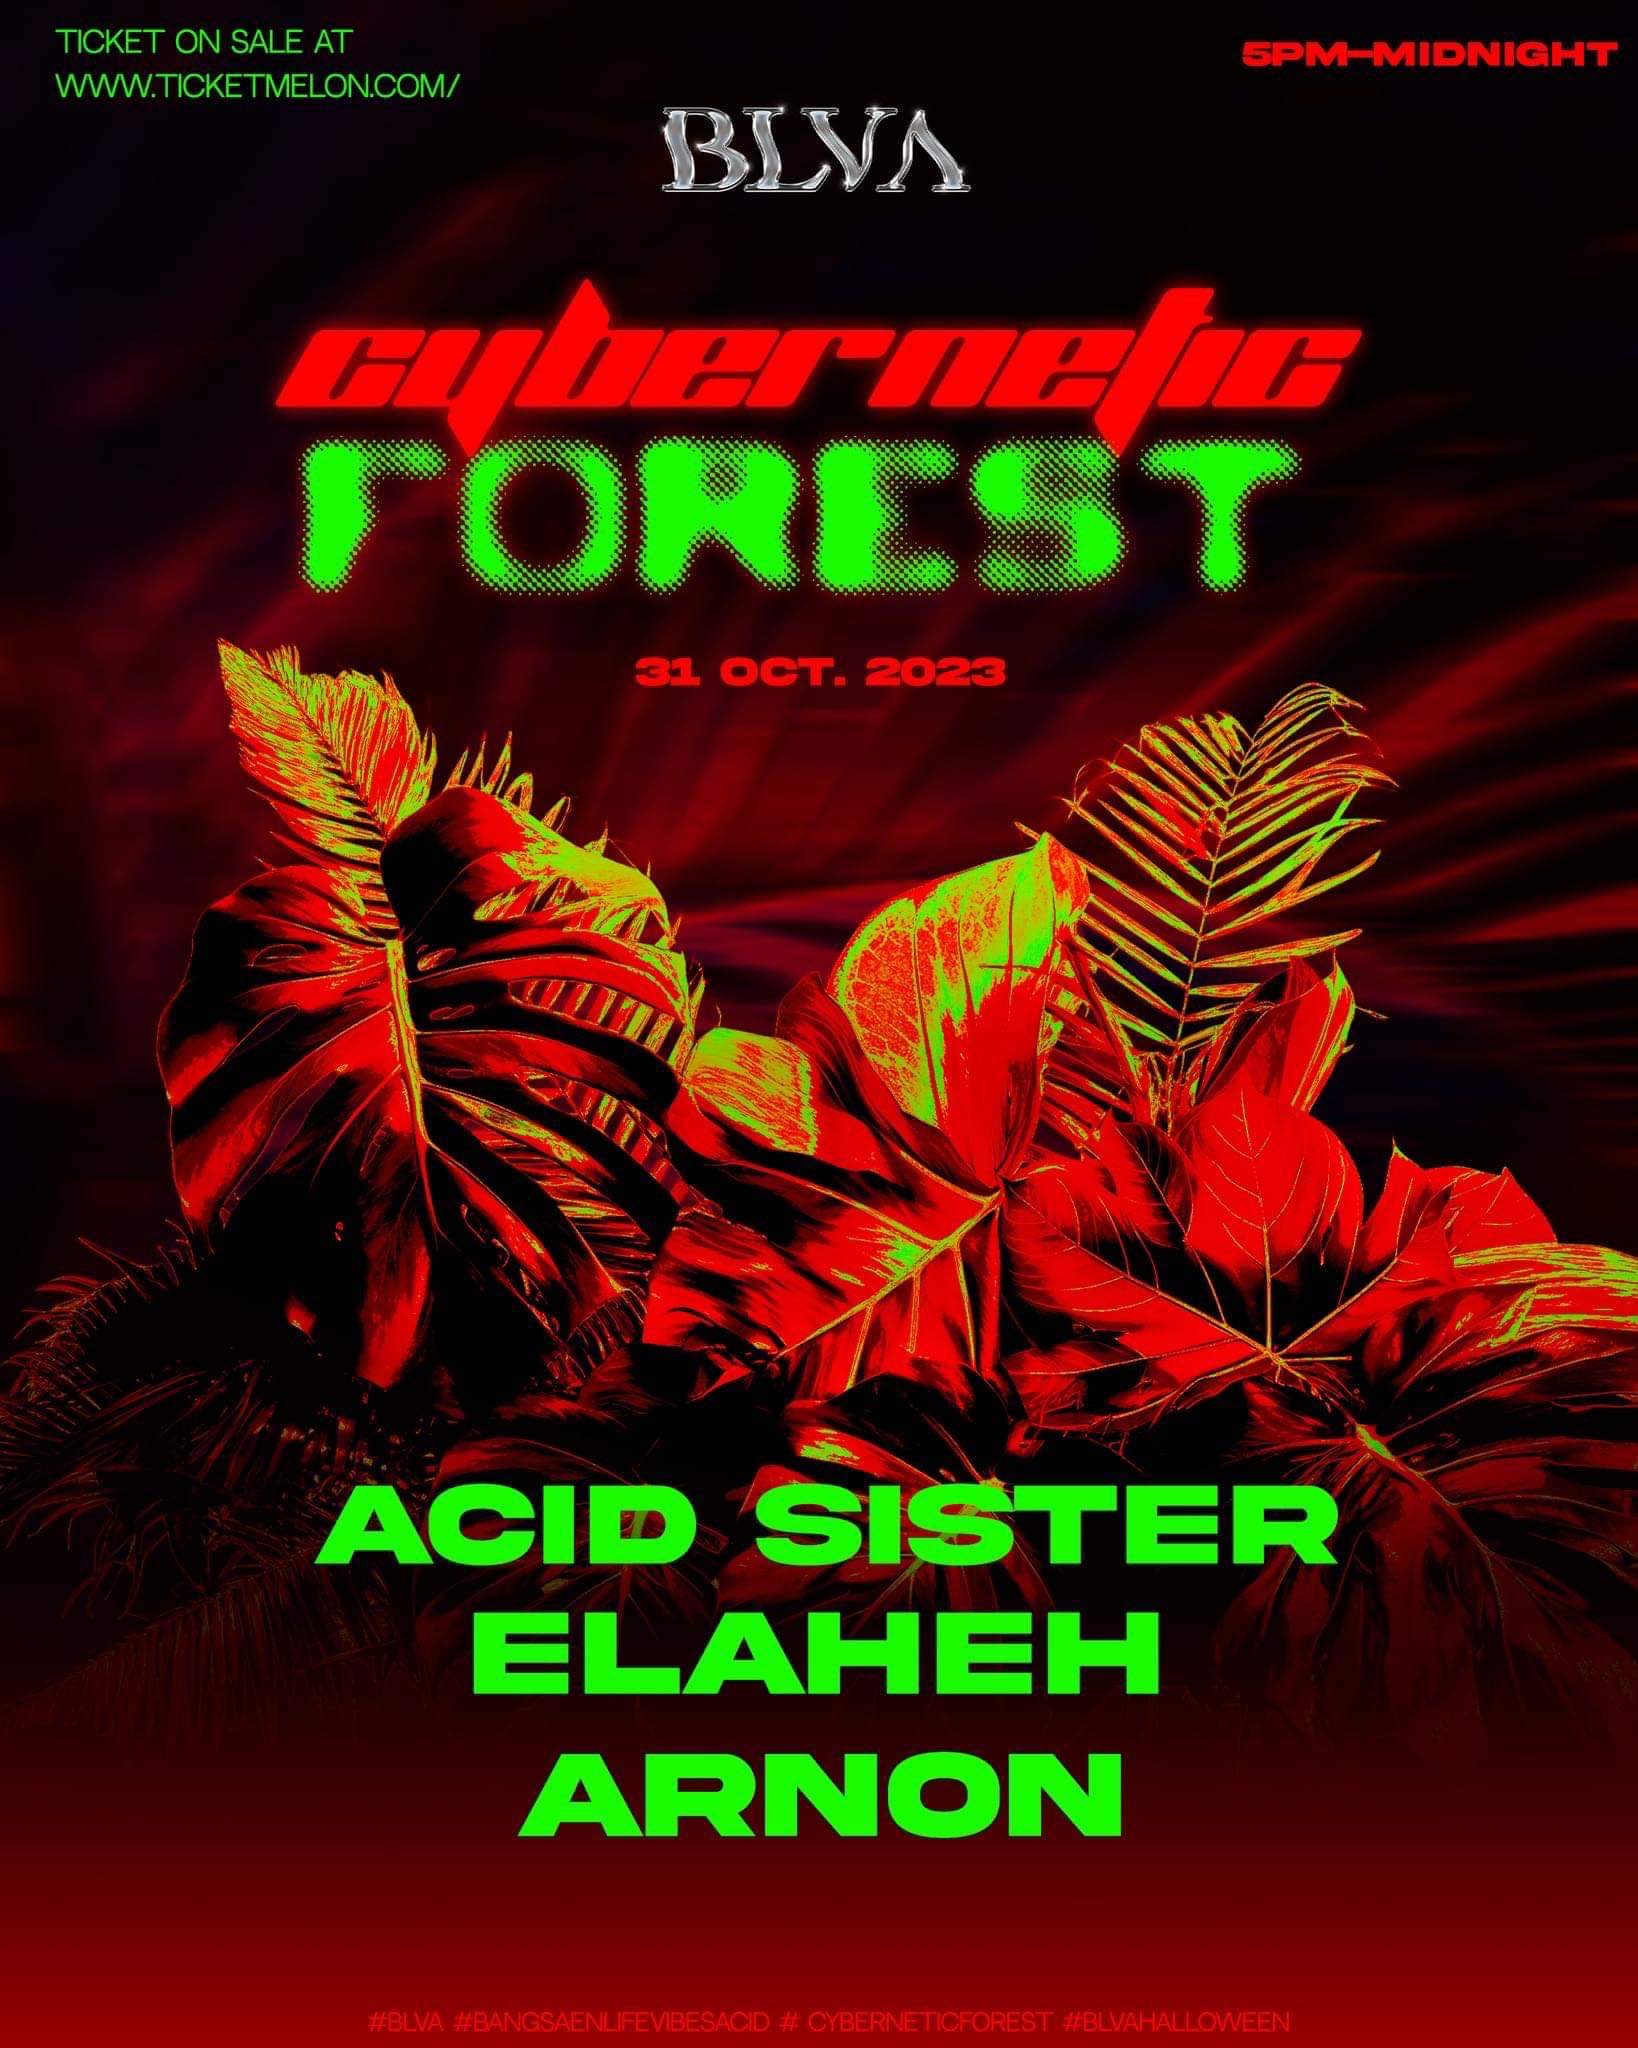 TICKET ON SALE AT
WWW.TICKETMELON.COM/
5PM—MIDNIGHT
BLVA
cybernetic
FOREST
31 OCT. 2023
ACID SISTER
ELAHEH
ARNON
#BLVA #BANGSAENLIFEVIBESACID # CYBERNETICFOREST #BLVAHALLOWEEN